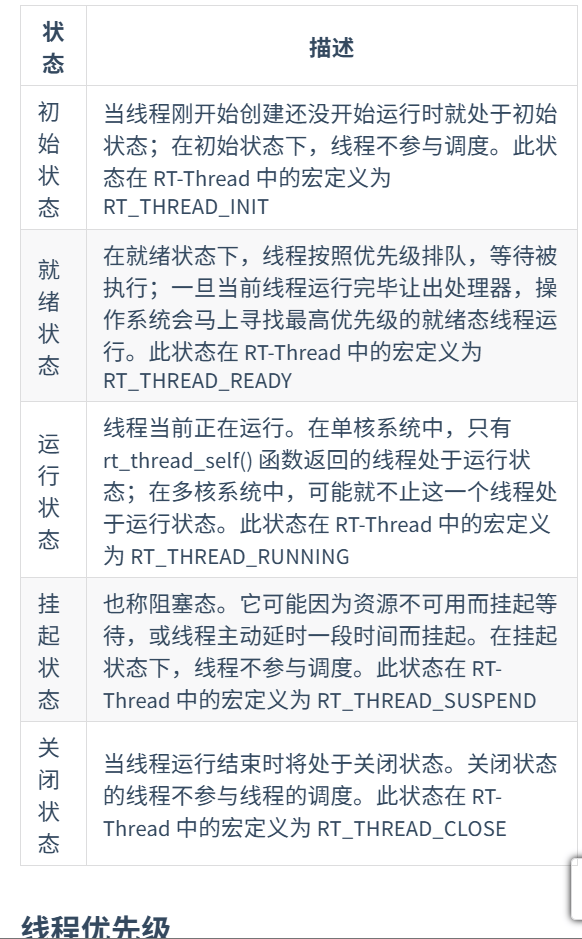 状态
描述
初始状态
当线程刚开始创建还没开始运行时就处于初始
状态；在初始状态下，线程不参与调度。此状
态在 RT-Thread 中的宏定义为
RT_THREAD_INIT
就绪状态
在就绪状态下，线程按照优先级排队，等待被
执行；一旦当前线程运行完毕让出处理器，操
作系统会马上寻找最高优先级的就绪态线程运
行。此状态在 RT-Thread 中的宏定义为
RT_THREAD_READY
运行状态
线程当前正在运行。在单核系统中，只有
rt_thread_self() 函数返回的线程处于运行状
态；在多核系统中，可能就不止这一个线程处
于运行状态。此状态在 RT-Thread 中的宏定义
为 RT_THREAD_RUNNING
挂起状态
也称阻塞态。它可能因为资源不可用而挂起等
待，或线程主动延时一段时间而挂起。在挂起
状态下，线程不参与调度。此状态在 RT-
Thread 中的宏定义为 RT_THREAD_SUSPEND
关闭状态
当线程运行结束时将处于关闭状态。关闭状态
的线程不参与线程的调度。此状态在 RT-
Thread 中的宏定义为 RT_THREAD_CLOSE
线程优先级